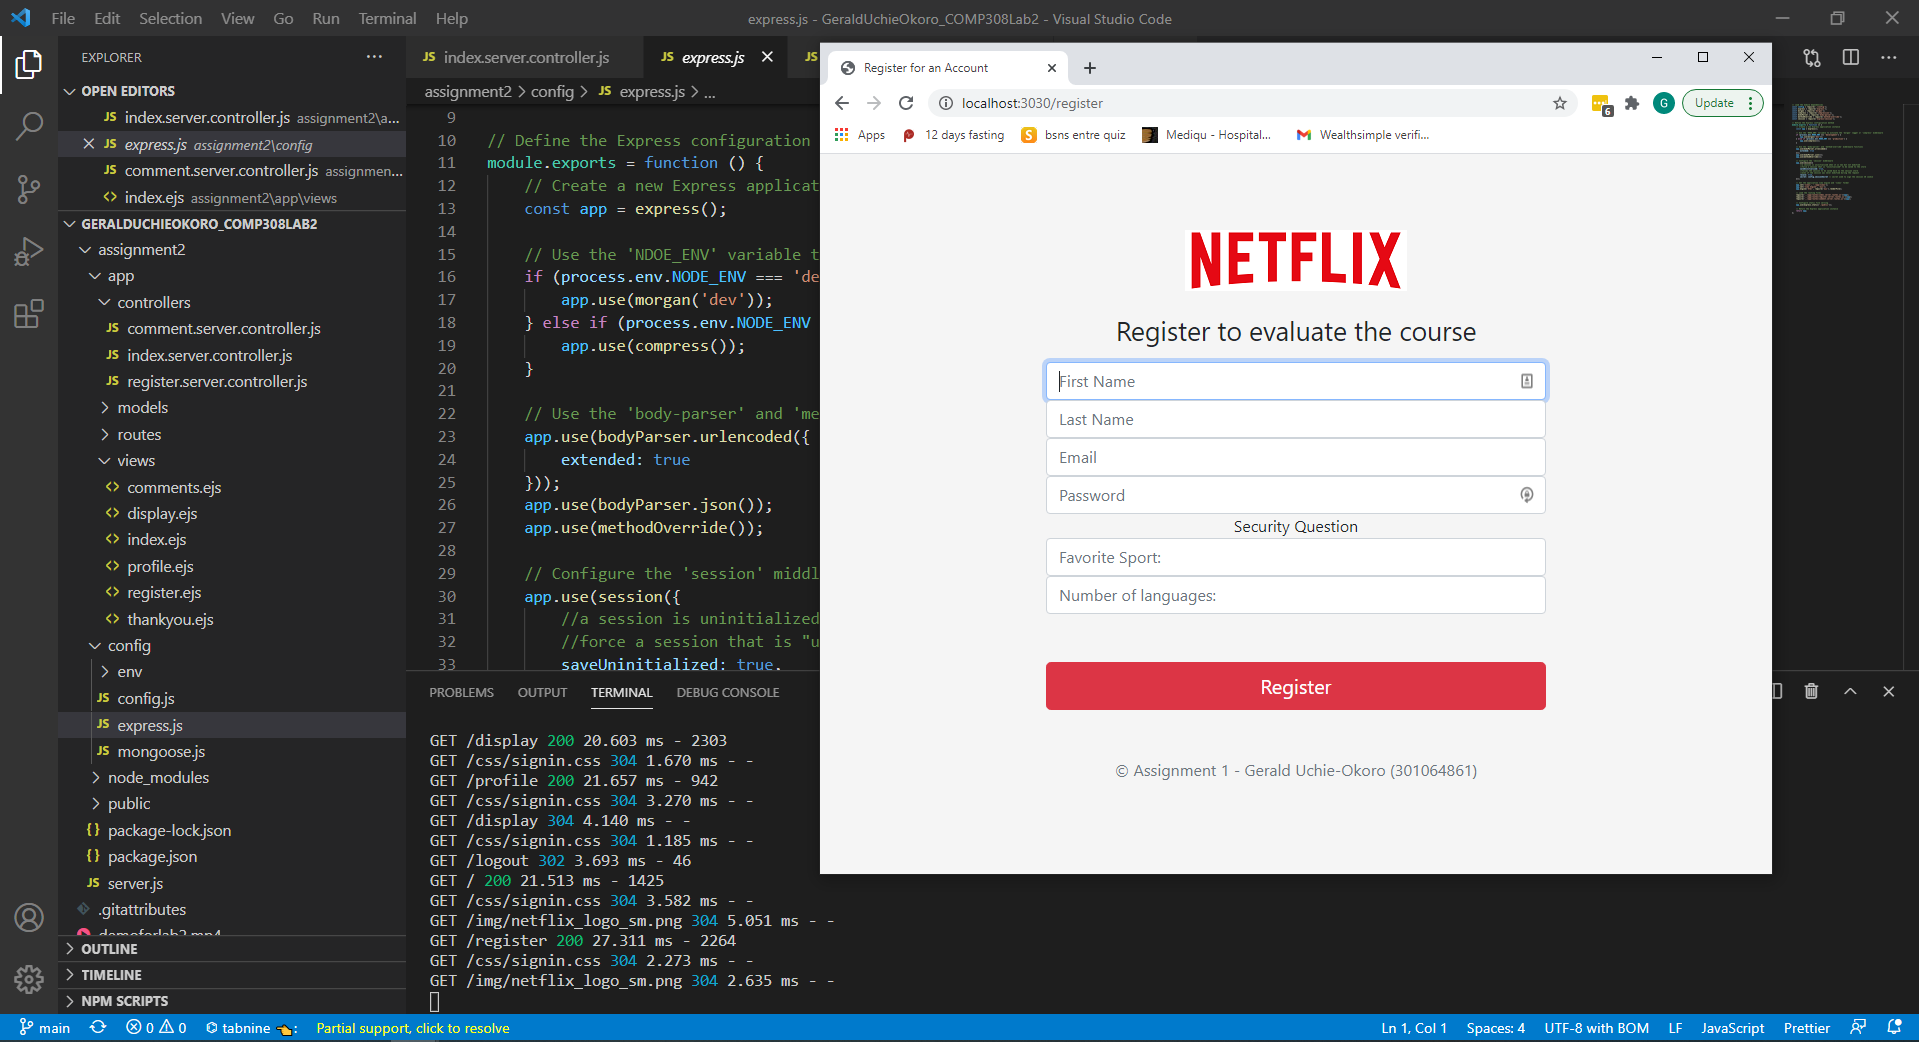 File Edit Selection View Go Run Terminal Help
express.js - GeraldUchieOkoro_COMP308Lab2 - Visual Studio Code
EXPLORER
OPEN EDITORS
JS index.server.controller.js assignment2\a...
JS express.js assignment2\config
JS comment.server.controller.js assignmen...
<> index.ejs assignment2\app\views
GERALDUCHIEOKORO_COMP308LAB2
assignment2
app
controllers
JS comment.server.controller.js
JS index.server.controller.js
JS register.server.controller.js
models
routes
views
<> comments.ejs
<> display.ejs
<> index.ejs
<> profile.ejs
<> register.ejs
<> thankyou.ejs
config
env
JS config.js
JS express.js
JS mongoose.js
node_modules
public
{} package-lock.json
{} package.json
JS server.js
.gitattributes
demoforlab2.mp4
OUTLINE
TIMELINE
NPM SCRIPTS
JS index.server.controller.js
JS express.js
JS
assignment2 > config > JS express.js > ...
9
10 // Define the Express configuration
11 module.exports = function () {
12 // Create a new Express applicat
13 const app = express();
14
15 // Use the 'NDOE_ENV' variable t
16 if (process.env.NODE_ENV === 'de
17 app.use(morgan('dev'));
18 } else if (process.env.NODE_ENV
19 app.use(compress());
20 }
21
22 // Use the 'body-parser' and 'me
23 app.use(bodyParser.urlencoded({
24 extended: true
25 }));
26 app.use(bodyParser.json());
27 app.use(methodOverride());
28
29 // Configure the 'session' middl
30 app.use(session({
31 //a session is uninitialized
32 //force a session that is "u
33 saveUninitialized: true,
PROBLEMS OUTPUT TERMINAL DEBUG CONSOLE
GET /display 200 20.603 ms - 2303
GET /css/signin.css 304 1.670 ms - -
GET /profile 200 21.657 ms - 942
GET /css/signin.css 304 3.270 ms - -
GET /display 304 4.140 ms - -
GET /css/signin.css 304 1.185 ms - -
GET /logout 302 3.693 ms - 46
GET / 200 21.513 ms - 1425
GET /css/signin.css 304 3.582 ms - -
GET /img/netflix_logo_sm.png 304 5.051 ms - -
GET /register 200 27.311 ms - 2264
GET /css/signin.css 304 2.273 ms - -
GET /img/netflix_logo_sm.png 304 2.635 ms - -
Register for an Account
localhost:3030/register
6
G
Update
Apps 12 days fasting bsns entre quiz Mediqu - Hospital... Wealthsimple verifi...
NETFLIX
Register to evaluate the course
First Name
Last Name
Email
Password
Security Question
Favorite Sport:
Number of languages:
Register
© Assignment 1 - Gerald Uchie-Okoro (301064861)
main 0 0 tabnine : Partial support, click to resolve
Ln 1, Col 1 Spaces: 4 UTF-8 with BOM LF JavaScript Prettier